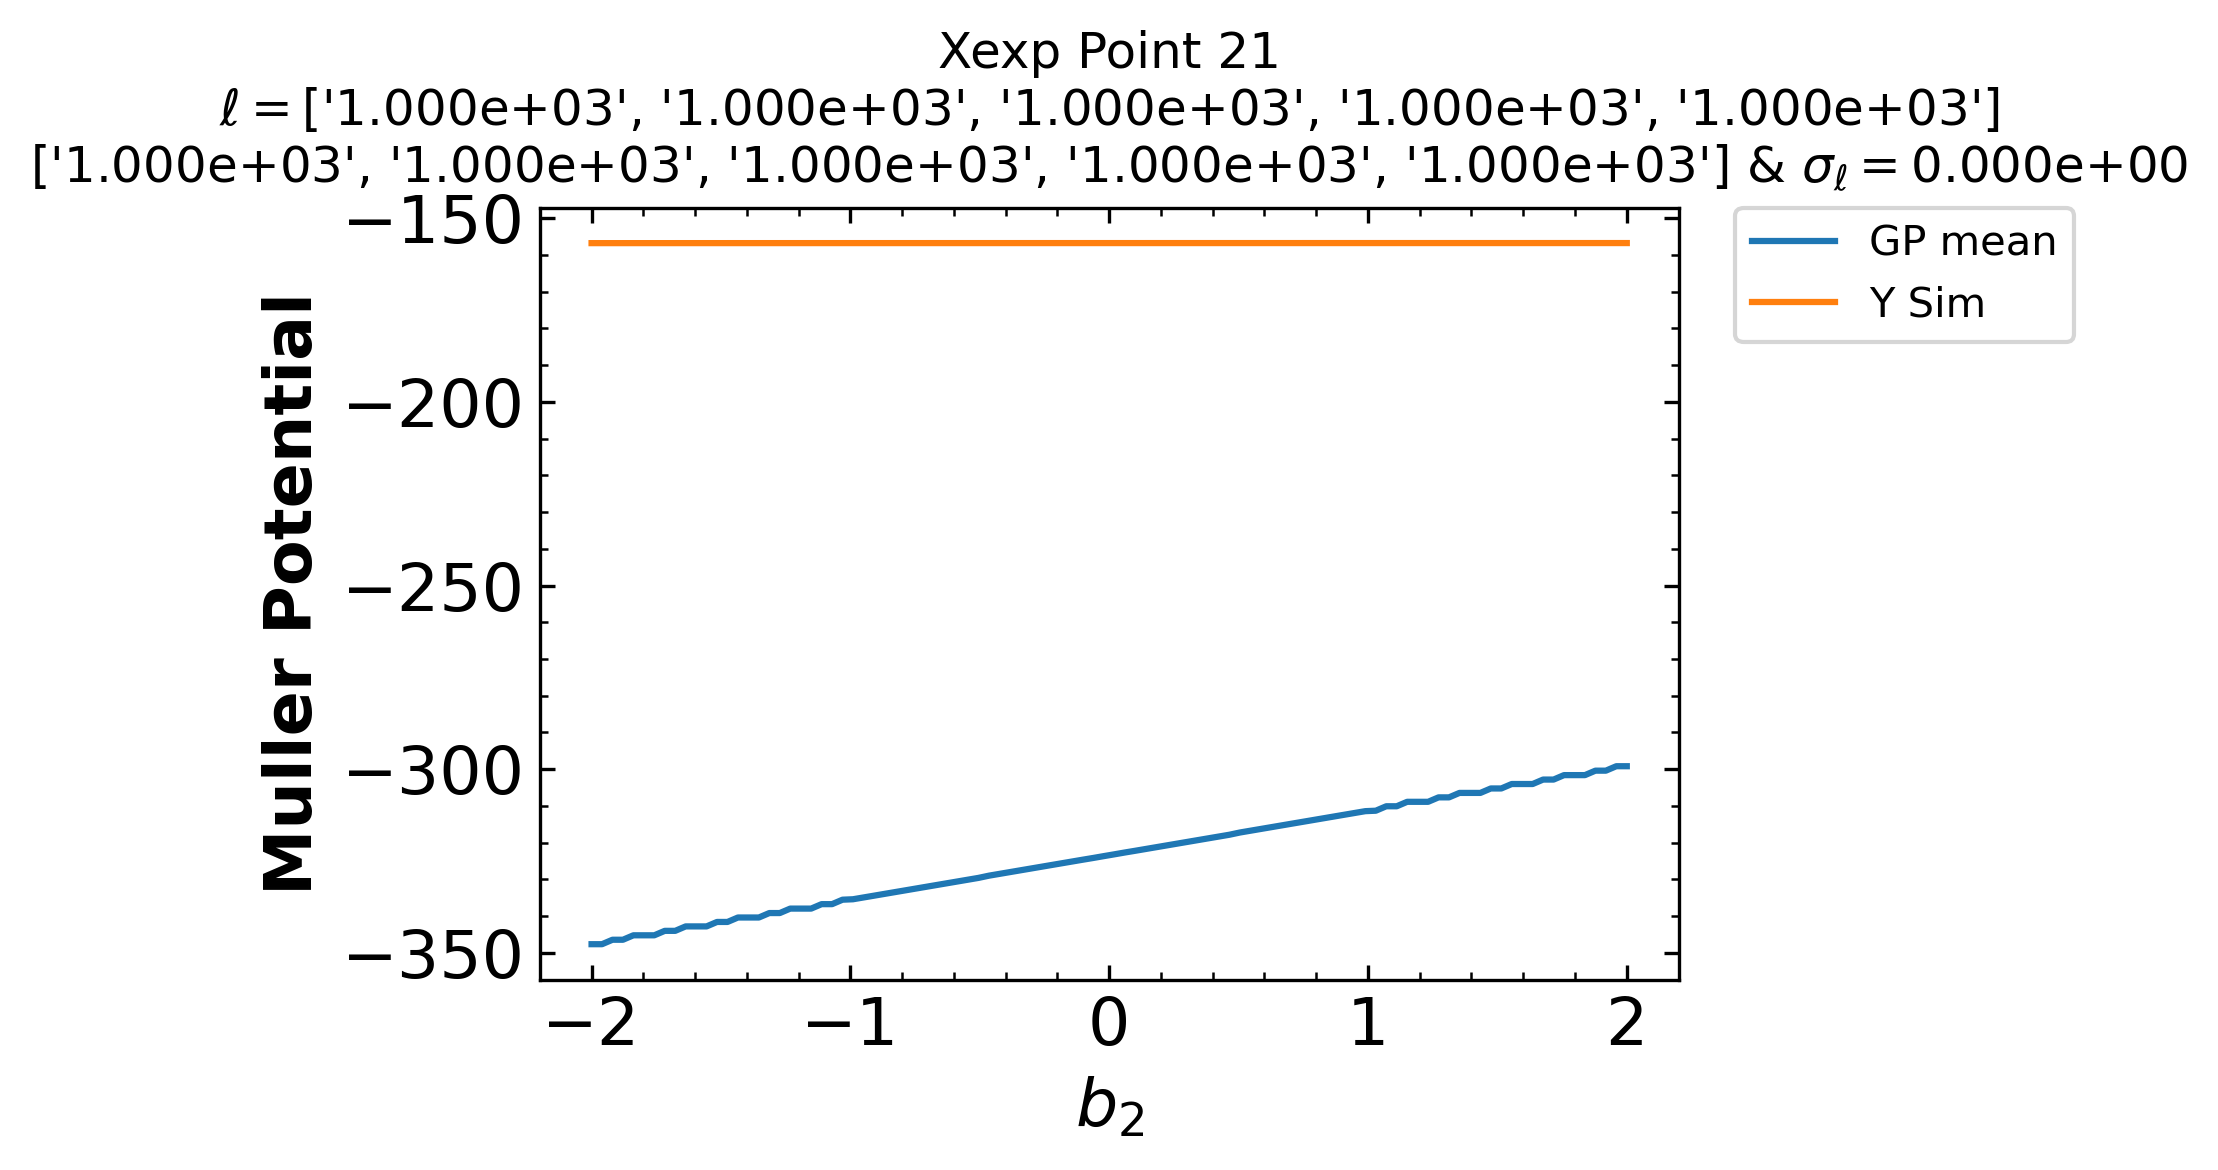 Xexp Point 21
ℓ = ['1.000e+03', '1.000e+03', '1.000e+03', '1.000e+03', '1.000e+03']
['1.000e+03', '1.000e+03', '1.000e+03', '1.000e+03', '1.000e+03'] & σℓ = 0.000e+00
GP mean
Y Sim
Muller Potential
−150
−200
−250
−300
−350
−2 −1 0 1 2
b₂